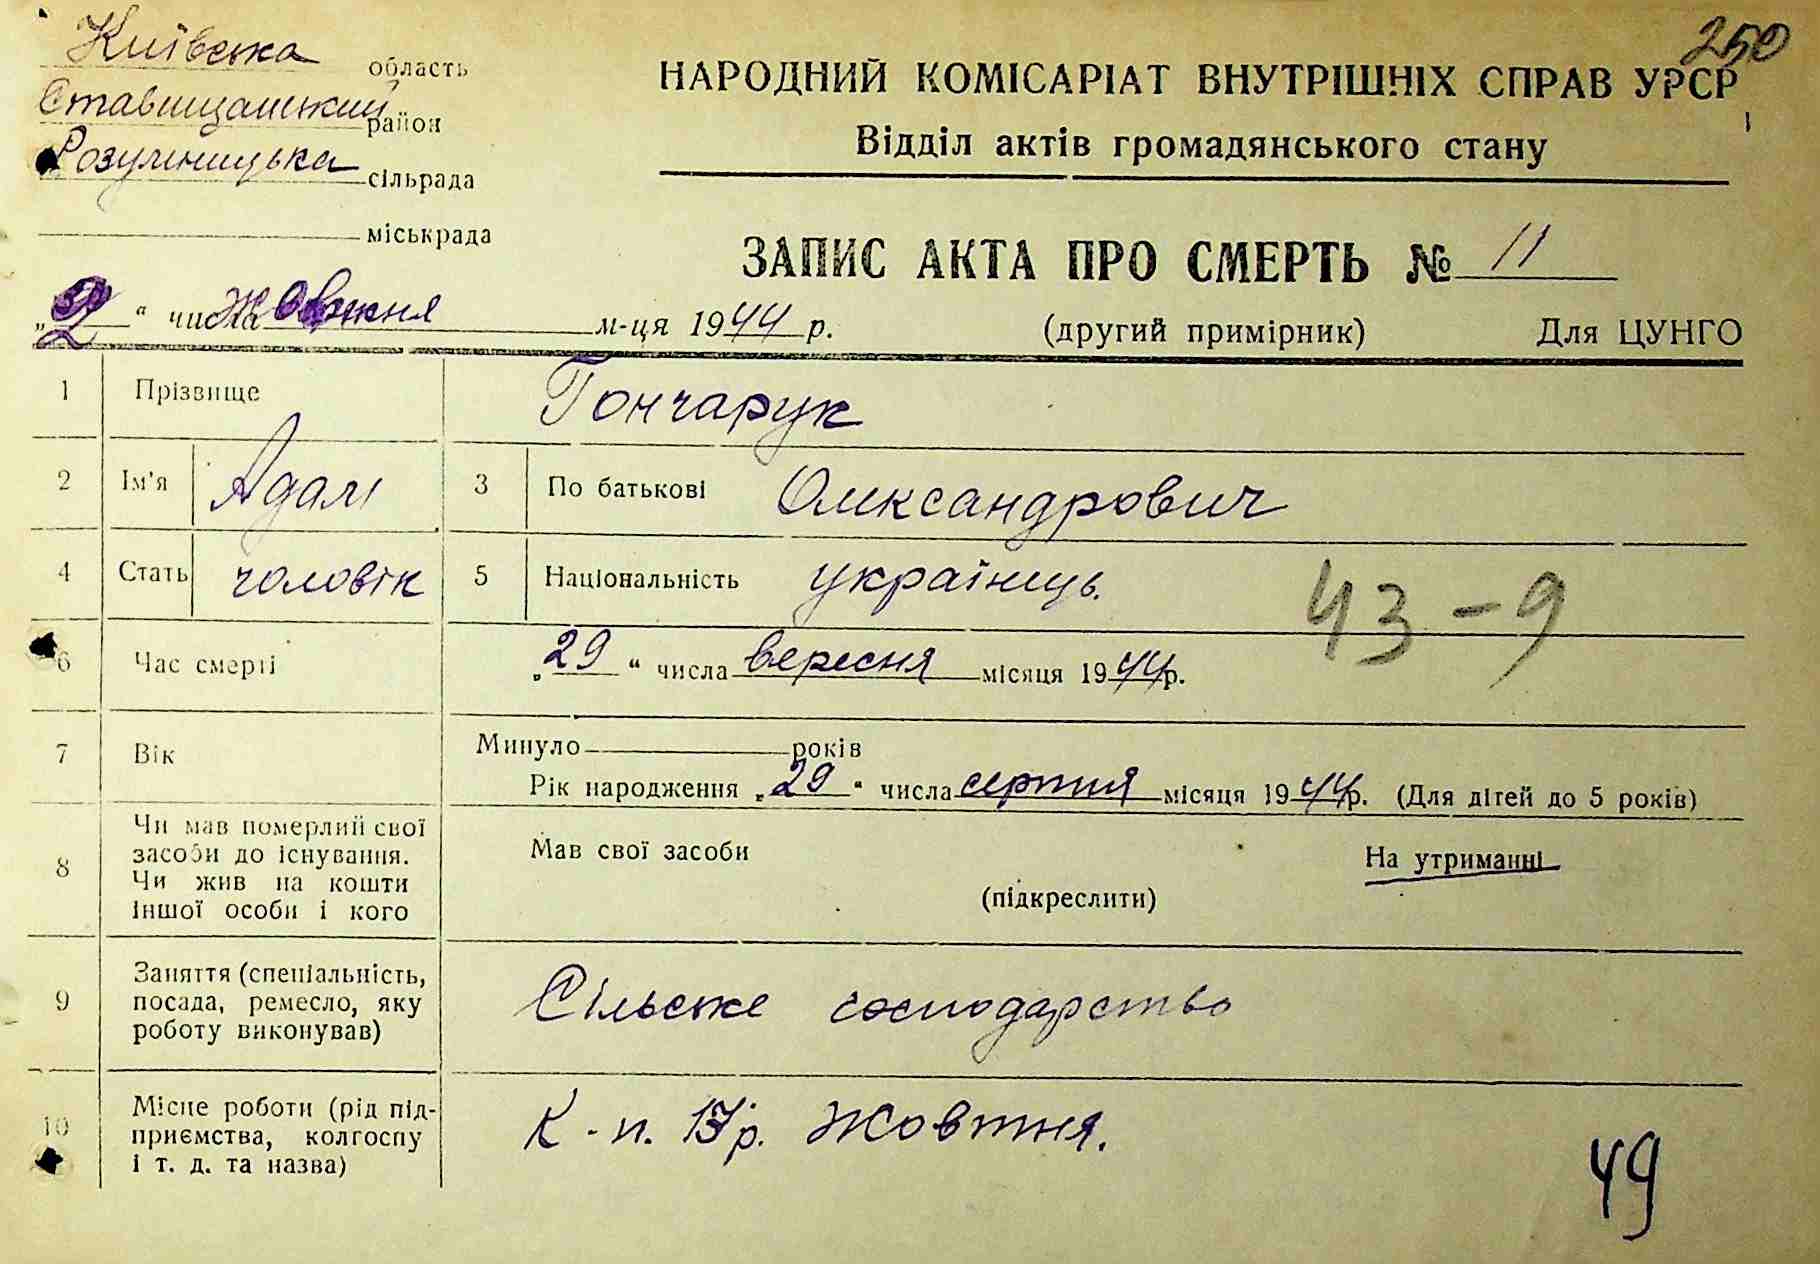 250
Київська область
НАРОДНИЙ КОМІСАРІАТ ВНУТРІШНІХ СПРАВ УРСР
Ставищанський район
Відділ актів громадянського стану
Розумницька сільрада
міськрада
ЗАПИС АКТА ПРО СМЕРТЬ № 11
„2“ числа жовтня м-ця 1944 р. (другий примірник) Для ЦУНГО
1 Прізвище Гончарук
2 Ім'я Адам 3 По батькові Олександрович
4 Стать чоловік 5 Національність українець.
43-9
6 Час смерті „29“ числа вересня місяця 1944 р.
7 Вік Минуло років
Рік народження „29“ числа серпня місяця 1944 р. (Для дітей до 5 років)
8 Чи мав померлий свої
засоби до існування.
Чи жив на кошти
іншої особи і кого
Мав свої засоби На утриманні
(підкреслити)
9 Заняття (спеціальність,
посада, ремесло, яку
роботу виконував)
Сільське господарство
10 Місце роботи (рід під-
приємства, колгоспу
і т. д. та назва)
К-п. 17 р. Жовтня.
49